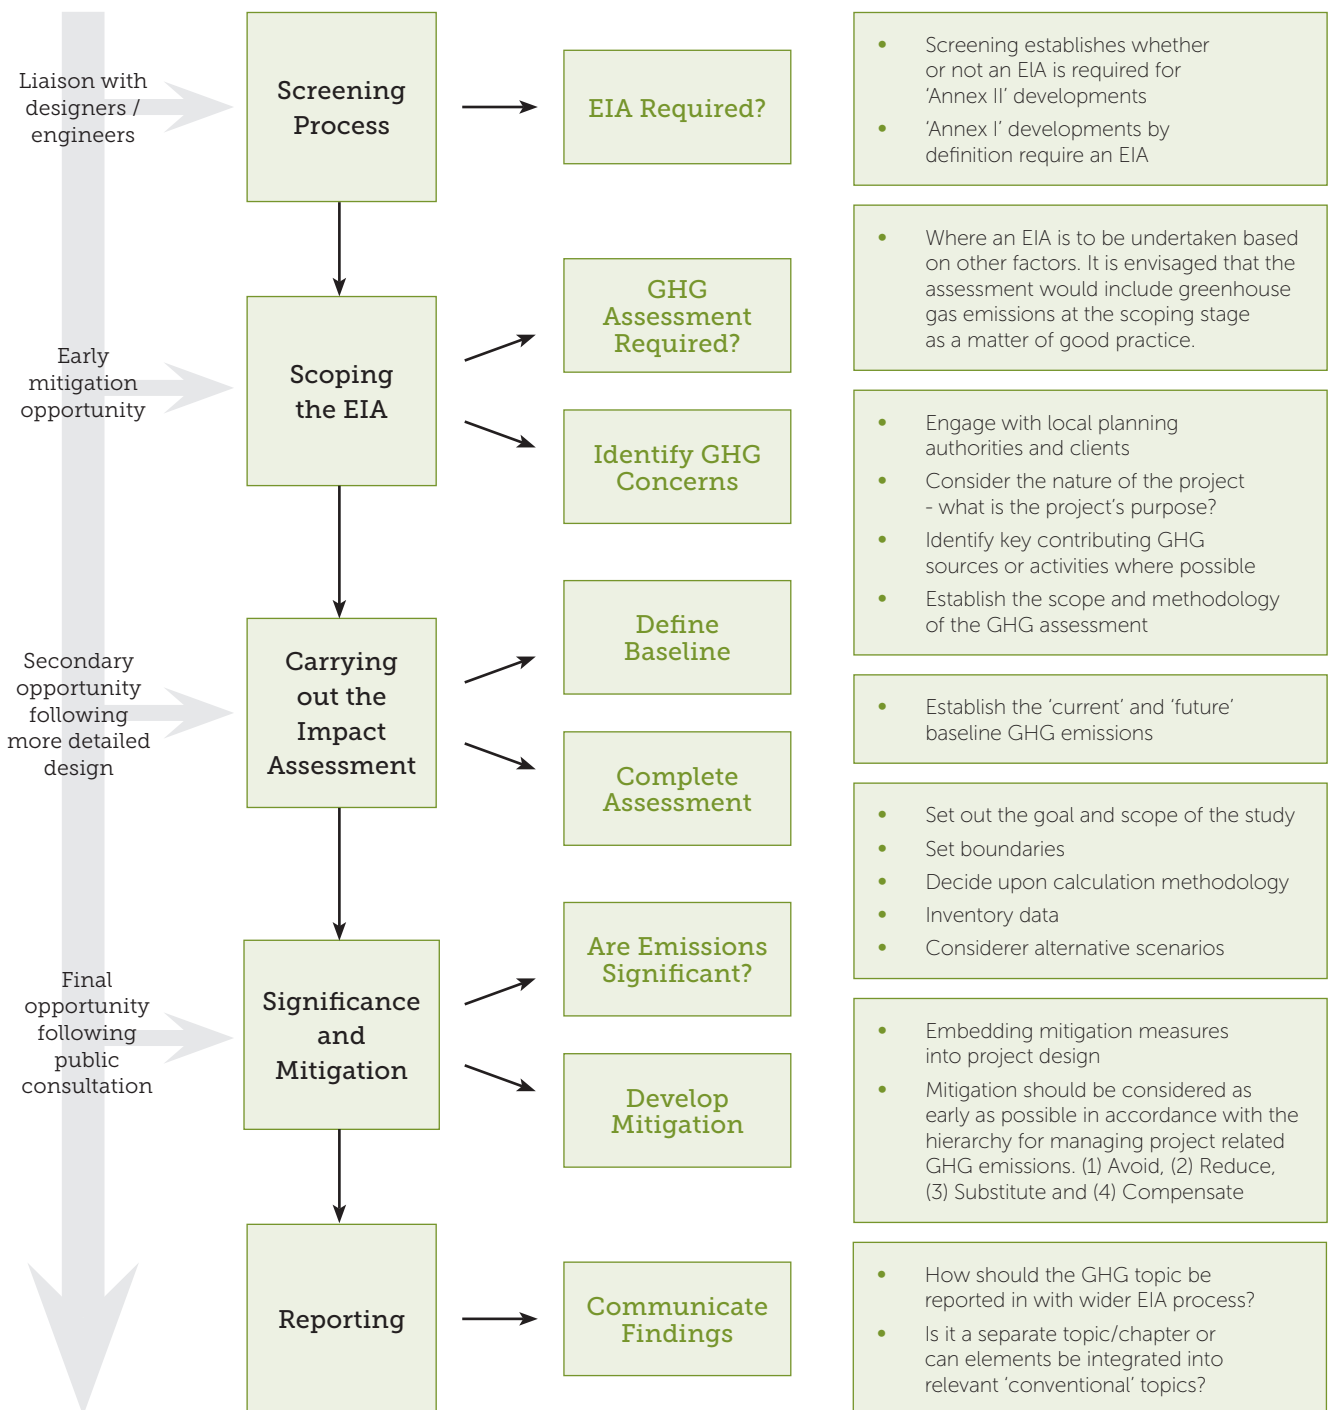 Liaison with
designers /
engineers
Screening
Process
EIA Required?
• Screening establishes whether
or not an EIA is required for
‘Annex II’ developments
• ‘Annex I’ developments by
definition require an EIA
Early
mitigation
opportunity
Scoping
the EIA
GHG
Assessment
Required?
• Where an EIA is to be undertaken based
on other factors. It is envisaged that the
assessment would include greenhouse
gas emissions at the scoping stage
as a matter of good practice.
Identify GHG
Concerns
• Engage with local planning
authorities and clients
• Consider the nature of the project
- what is the project’s purpose?
• Identify key contributing GHG
sources or activities where possible
• Establish the scope and methodology
of the GHG assessment
Secondary
opportunity
following
more detailed
design
Carrying
out the
Impact
Assessment
Define
Baseline
• Establish the ‘current’ and ‘future’
baseline GHG emissions
Complete
Assessment
• Set out the goal and scope of the study
• Set boundaries
• Decide upon calculation methodology
• Inventory data
• Considerer alternative scenarios
Final
opportunity
following
public
consultation
Significance
and
Mitigation
Are Emissions
Significant?
Develop
Mitigation
• Embedding mitigation measures
into project design
• Mitigation should be considered as
early as possible in accordance with the
hierarchy for managing project related
GHG emissions. (1) Avoid, (2) Reduce,
(3) Substitute and (4) Compensate
Reporting
Communicate
Findings
• How should the GHG topic be
reported in with wider EIA process?
• Is it a separate topic/chapter or
can elements be integrated into
relevant ‘conventional’ topics?